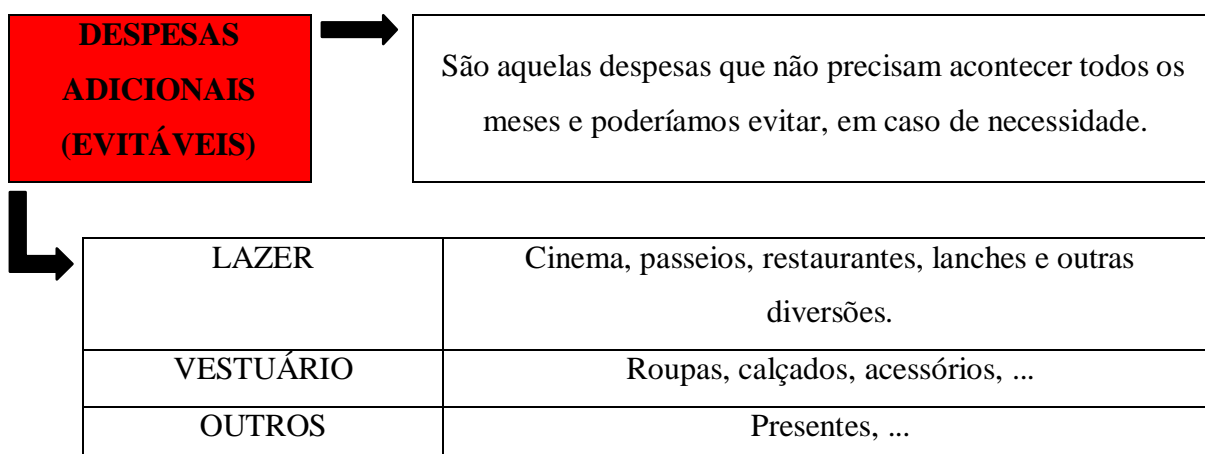 DESPESAS
ADICIONAIS
(EVITÁVEIS)
São aquelas despesas que não precisam acontecer todos os
meses e poderíamos evitar, em caso de necessidade.
LAZER
Cinema, passeios, restaurantes, lanches e outras
diversões.
VESTUÁRIO
Roupas, calçados, acessórios, ...
OUTROS
Presentes, ...